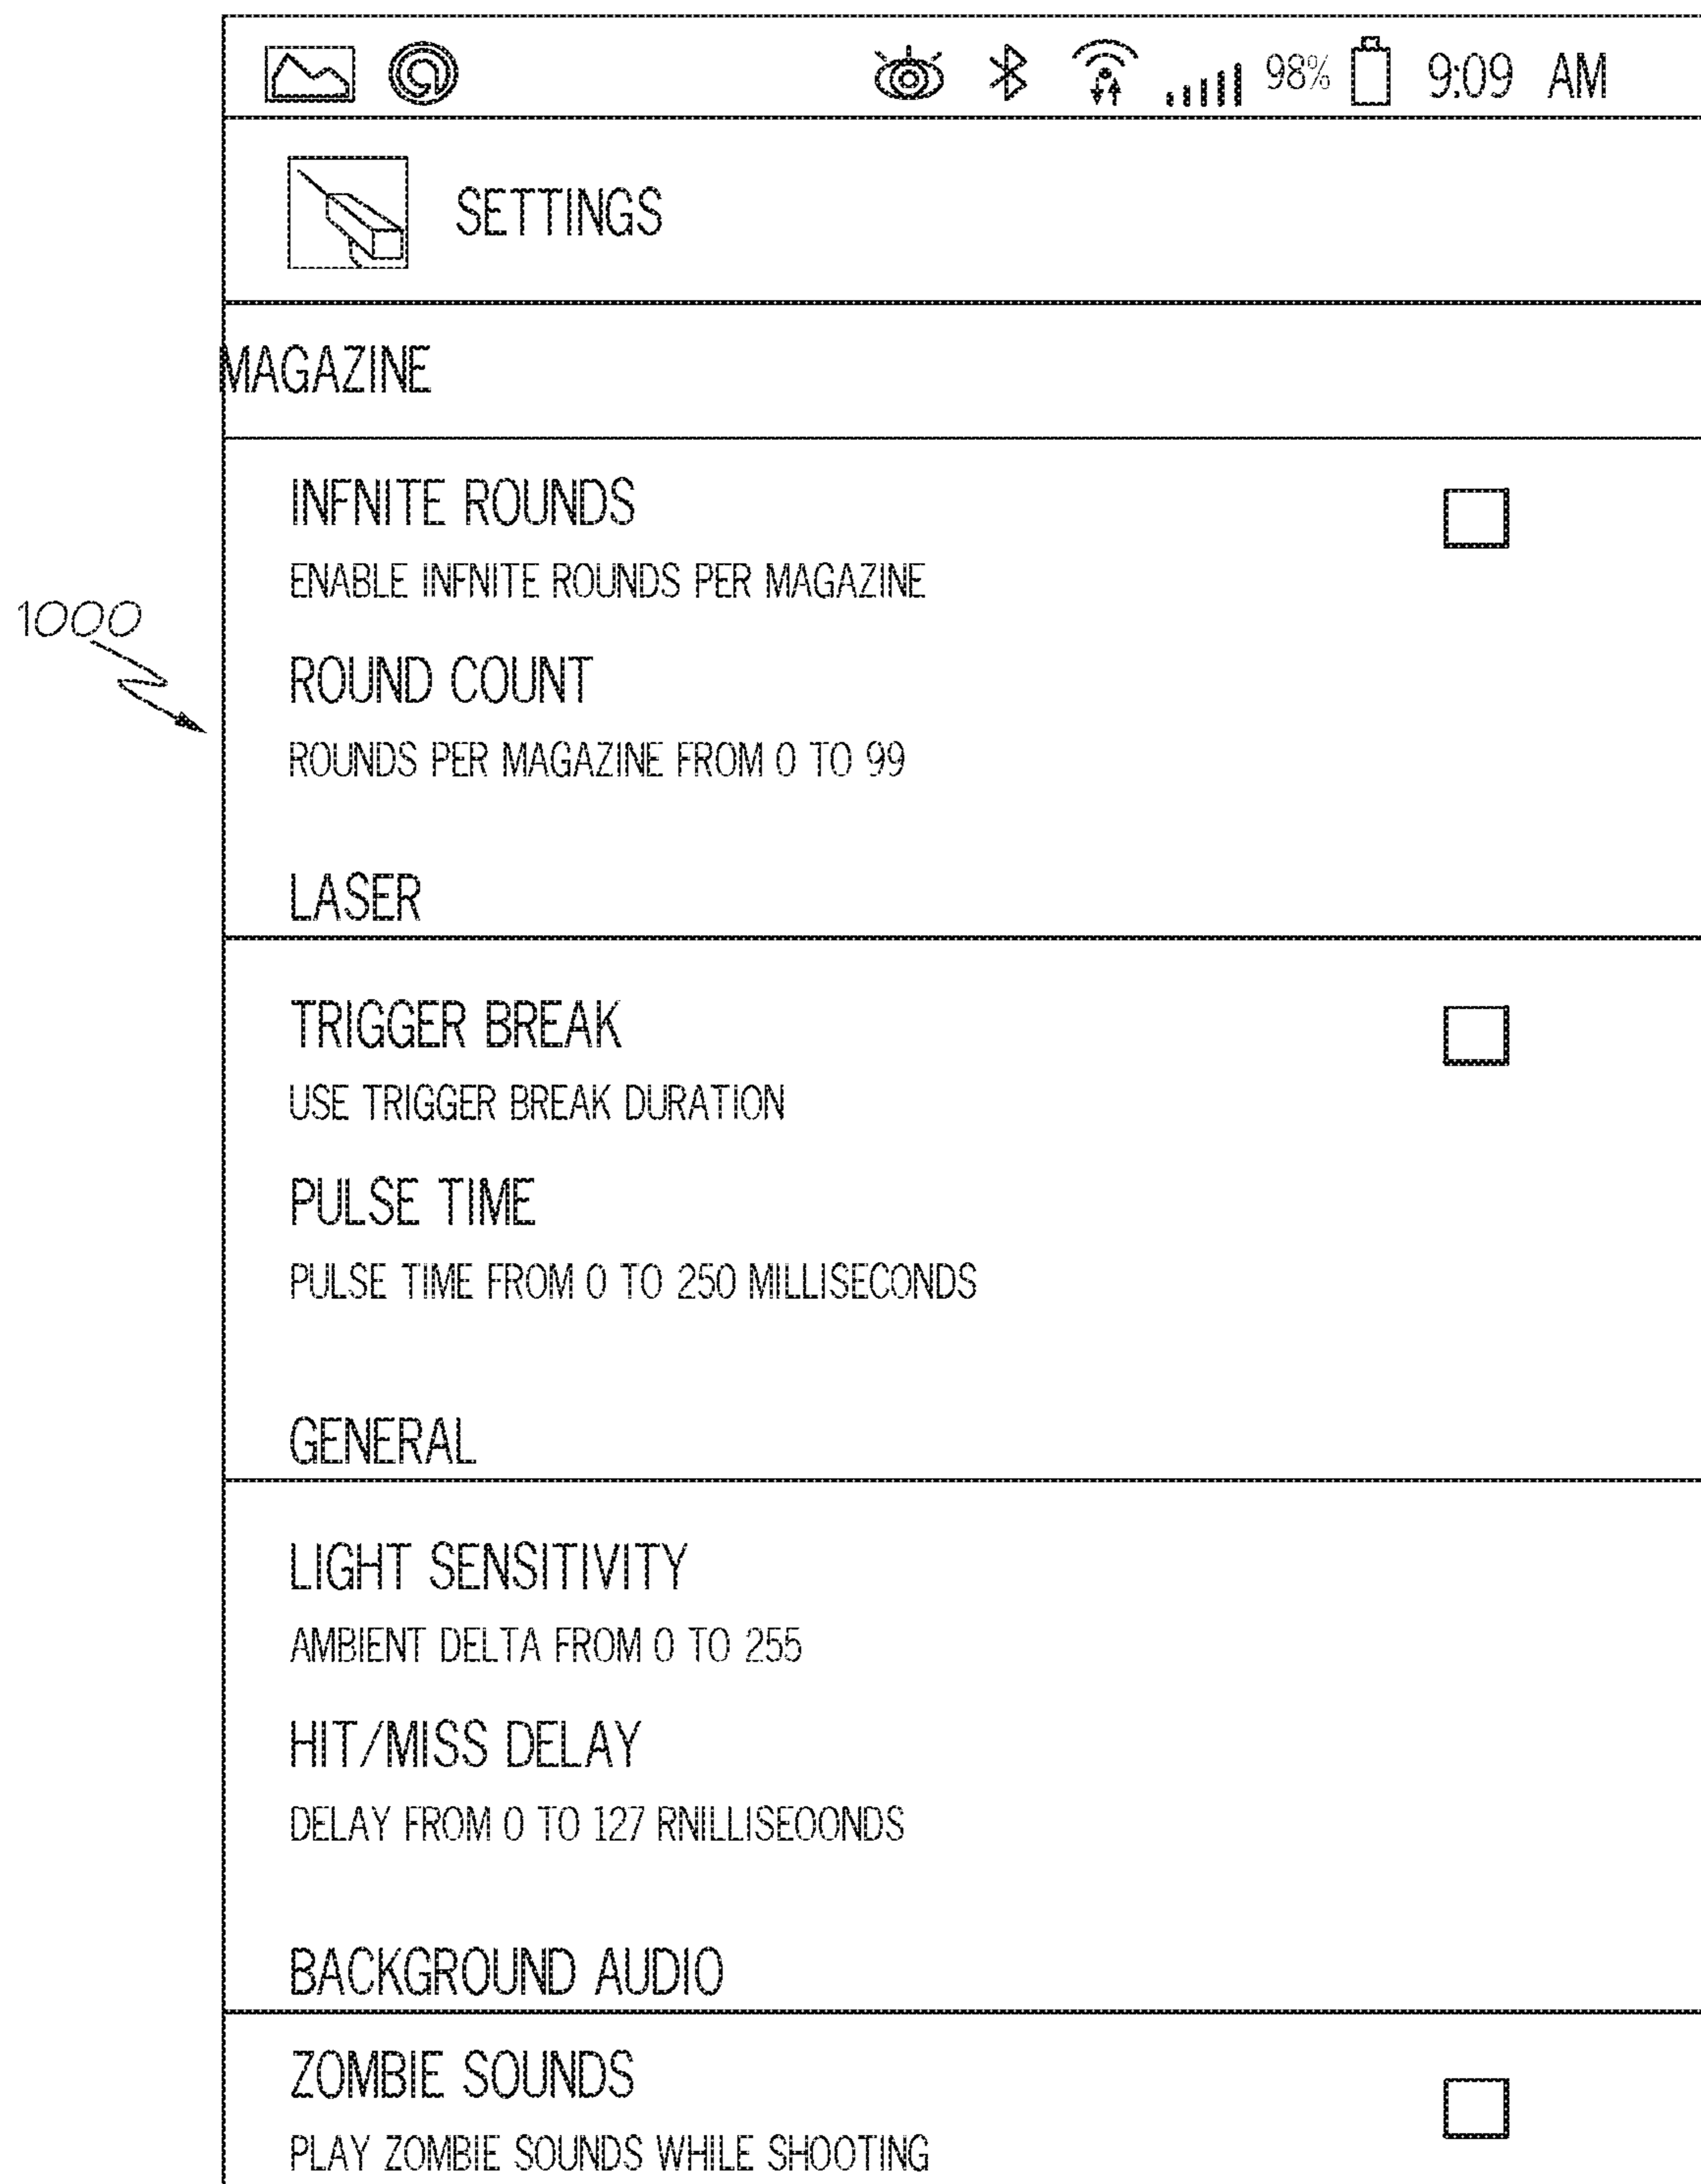 98% 9:09 AM
SETTINGS
MAGAZINE
INFNITE ROUNDS
ENABLE INFNITE ROUNDS PER MAGAZINE
1000
ROUND COUNT
ROUNDS PER MAGAZINE FROM 0 TO 99
LASER
TRIGGER BREAK
USE TRIGGER BREAK DURATION
PULSE TIME
PULSE TIME FROM 0 TO 250 MILLISECONDS
GENERAL
LIGHT SENSITIVITY
AMBIENT DELTA FROM 0 TO 255
HIT/MISS DELAY
DELAY FROM 0 TO 127 RNILLISEOONDS
BACKGROUND AUDIO
ZOMBIE SOUNDS
PLAY ZOMBIE SOUNDS WHILE SHOOTING